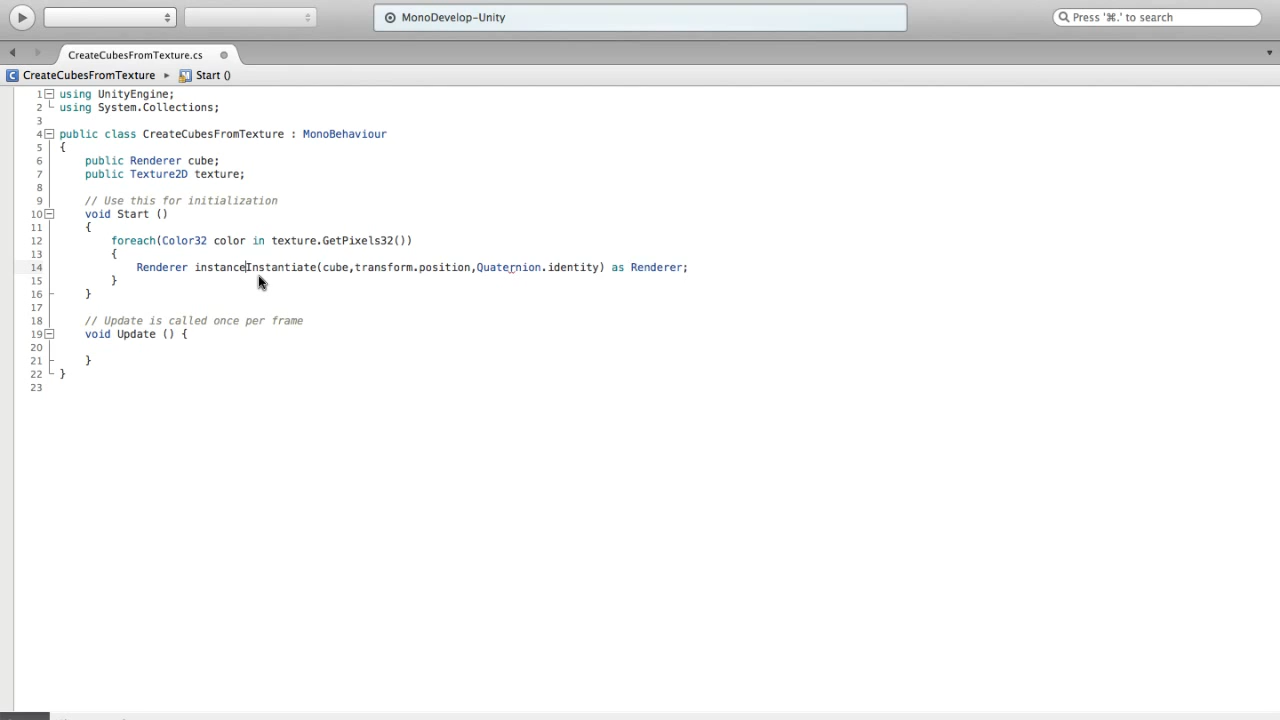 MonoDevelop-Unity
Press '⌘.' to search
CreateCubesFromTexture.cs
CreateCubesFromTexture ▸ Start ()
1 using UnityEngine;
2 using System.Collections;
3
4 public class CreateCubesFromTexture : MonoBehaviour
5 {
6 public Renderer cube;
7 public Texture2D texture;
8
9 // Use this for initialization
10 void Start ()
11 {
12 foreach(Color32 color in texture.GetPixels32())
13 {
14 Renderer instanceInstantiate(cube,transform.position,Quaternion.identity) as Renderer;
15 }
16 }
17
18 // Update is called once per frame
19 void Update () {
20
21 }
22 }
23